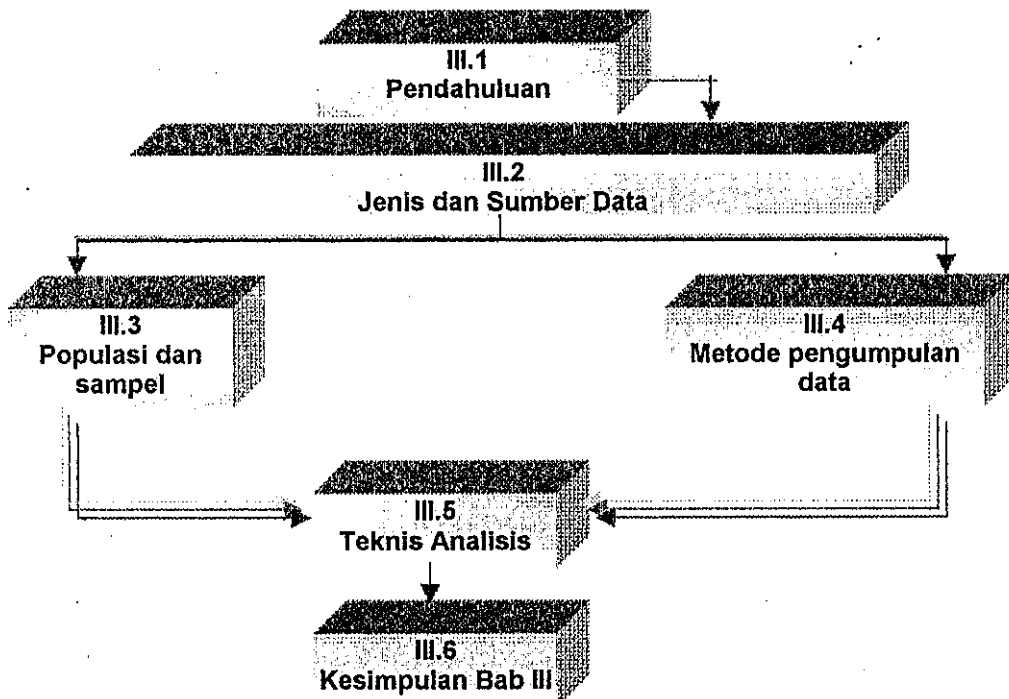 III.1
Pendahuluan
III.2
Jenis dan Sumber Data
III.3
Populasi dan
sampel
III.4
Metode pengumpulan
data
III.5
Teknis Analisis
III.6
Kesimpulan Bab III